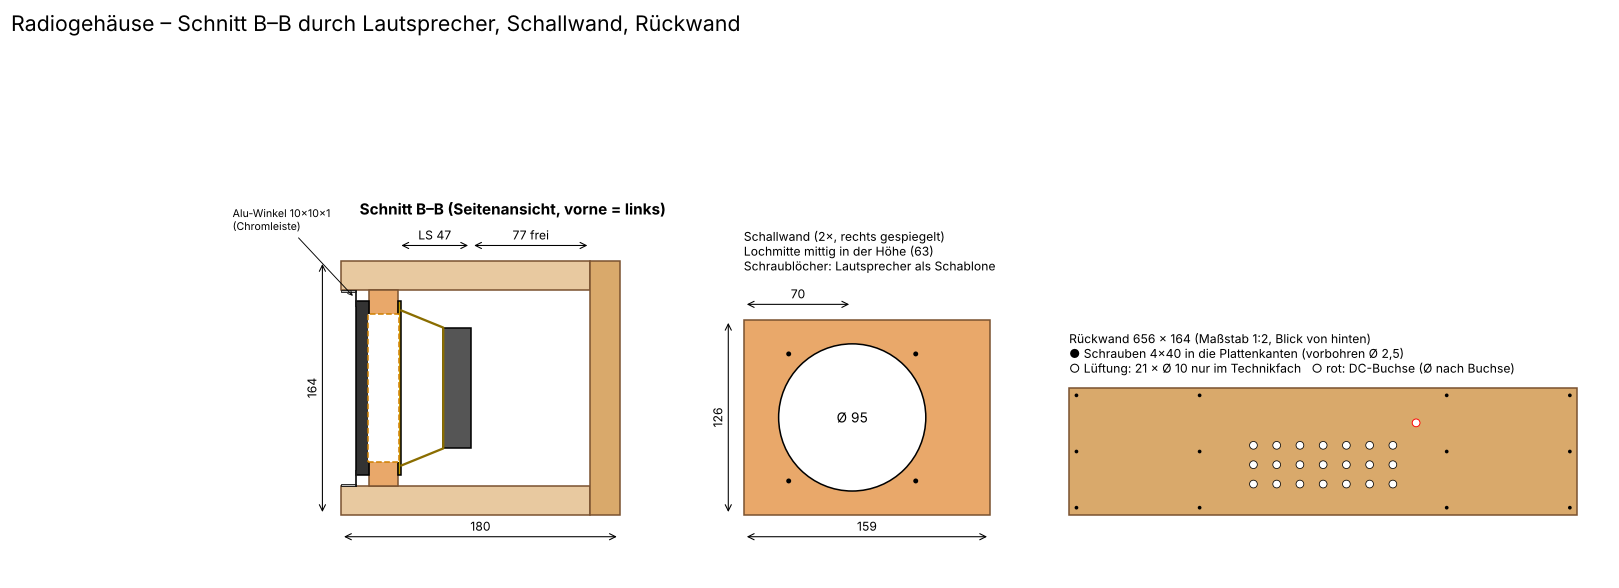 Radiogehäuse – Schnitt B–B durch Lautsprecher, Schallwand, Rückwand
Alu-Winkel 10×10×1
(Chromleiste)
Schnitt B–B (Seitenansicht, vorne = links)
LS 47
77 frei
164
180
Schallwand (2×, rechts gespiegelt)
Lochmitte mittig in der Höhe (63)
Schraublöcher: Lautsprecher als Schablone
70
126
Ø 95
159
Rückwand 656 × 164 (Maßstab 1:2, Blick von hinten)
● Schrauben 4×40 in die Plattenkanten (vorbohren Ø 2,5)
○ Lüftung: 21 × Ø 10 nur im Technikfach ○ rot: DC-Buchse (Ø nach Buchse)